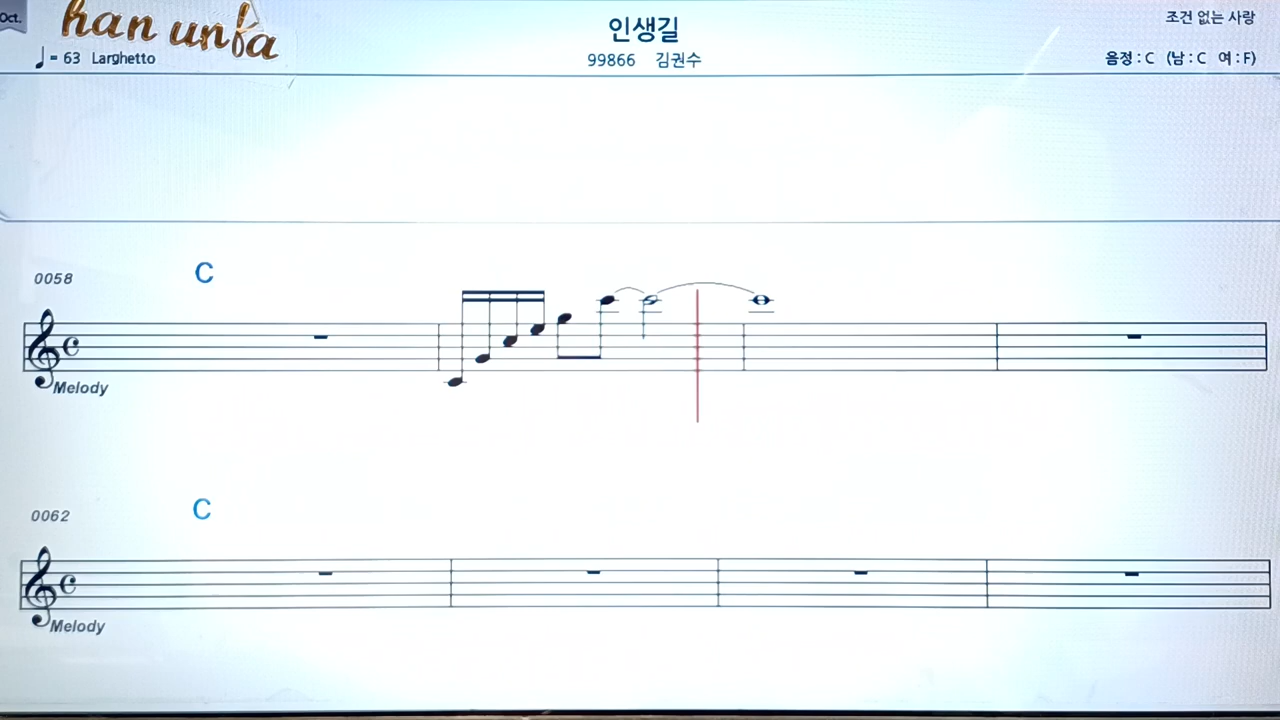 Oct.
han unfa
인생길
조건 없는 사랑
♩= 63 Larghetto
99866 김권수
음정 : C (남 : C 여 : F)
0058
C
Melody
0062
C
Melody